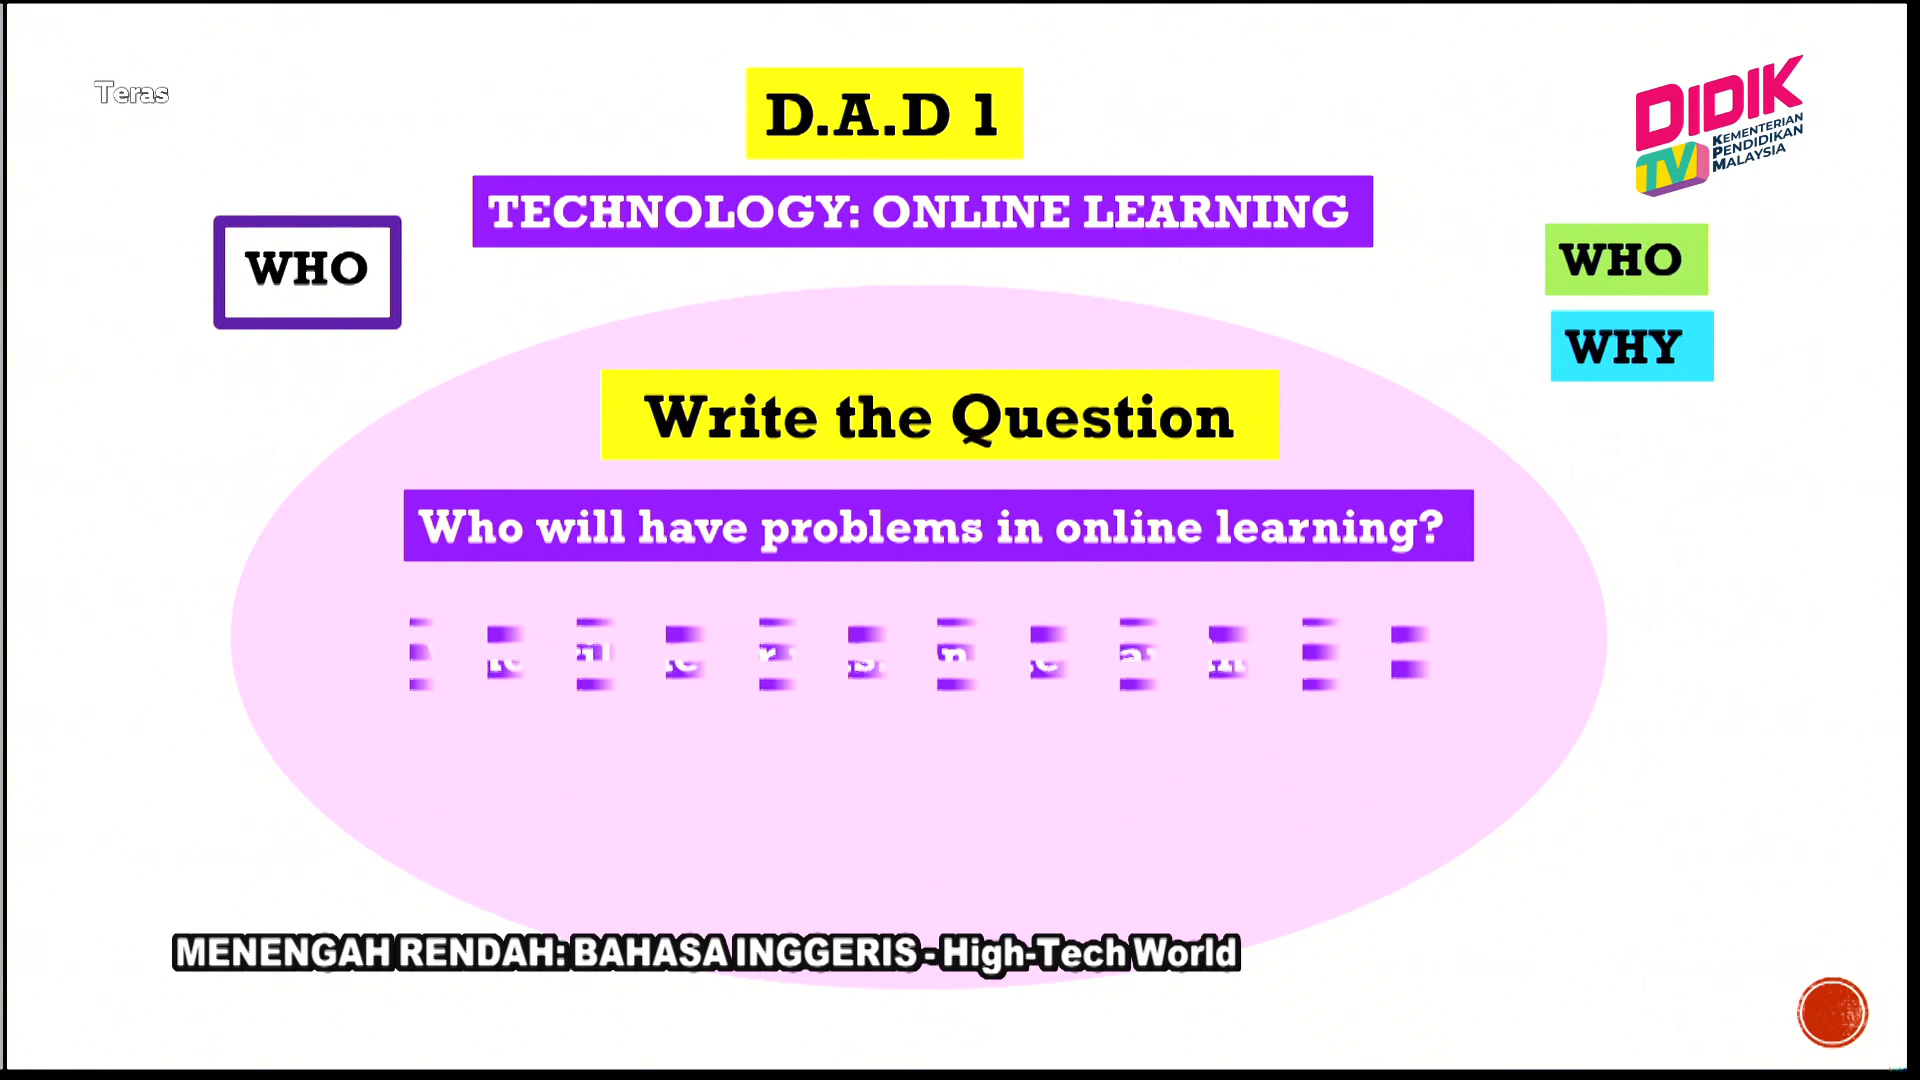 Teras
D.A.D 1
DIDIK
TV
KEMENTERIAN
PENDIDIKAN
MALAYSIA
TECHNOLOGY: ONLINE LEARNING
WHO
WHO
WHY
Write the Question
Who will have problems in online learning?
MENENGAH RENDAH: BAHASA INGGERIS - High-Tech World